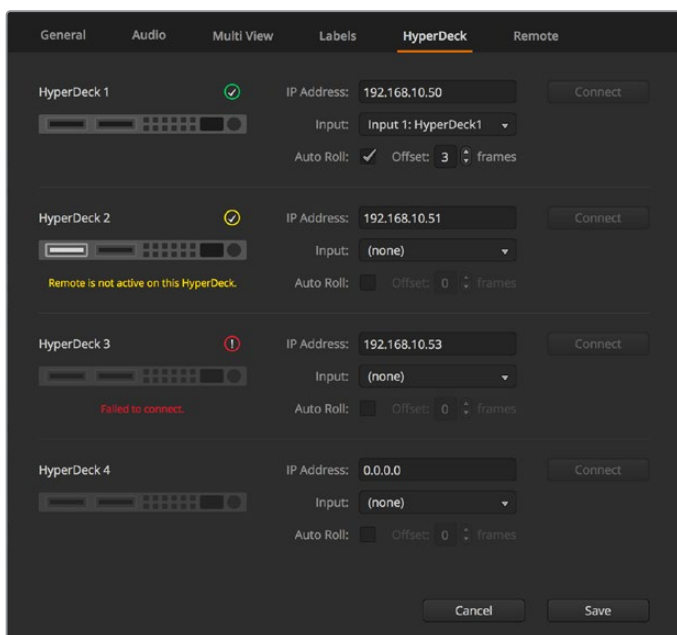 General Audio Multi View Labels HyperDeck Remote
HyperDeck 1 IP Address: 192.168.10.50 Connect
Input: Input 1: HyperDeck1
Auto Roll: Offset: 3 frames
HyperDeck 2 IP Address: 192.168.10.51 Connect
Input: (none)
Remote is not active on this HyperDeck. Auto Roll: Offset: 0 frames
HyperDeck 3 IP Address: 192.168.10.53 Connect
Input: (none)
Failed to connect. Auto Roll: Offset: 0 frames
HyperDeck 4 IP Address: 0.0.0.0 Connect
Input: (none)
Auto Roll: Offset: 0 frames
Cancel Save